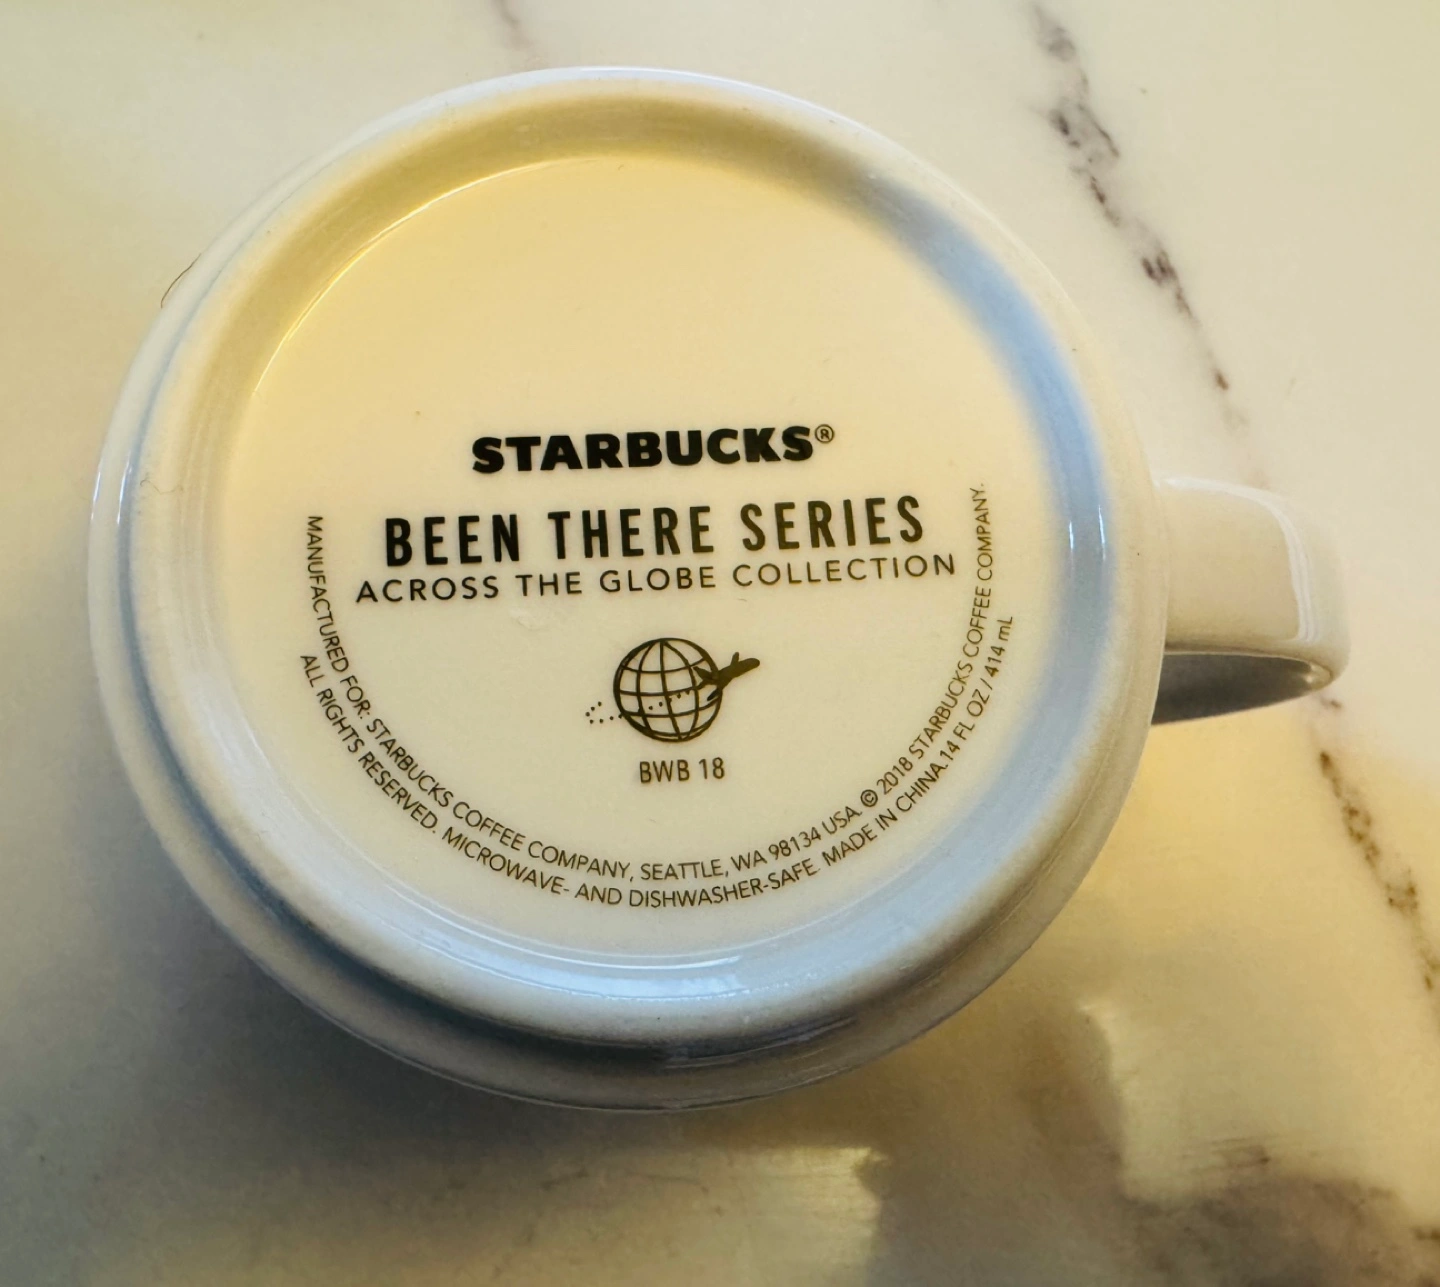 STARBUCKS®
BEEN THERE SERIES
ACROSS THE GLOBE COLLECTION
BWB 18
MANUFACTURED FOR: STARBUCKS COFFEE COMPANY, SEATTLE, WA 98134 USA. © 2018 STARBUCKS COFFEE COMPANY.
ALL RIGHTS RESERVED. MICROWAVE- AND DISHWASHER-SAFE. MADE IN CHINA. 14 FL OZ / 414 mL